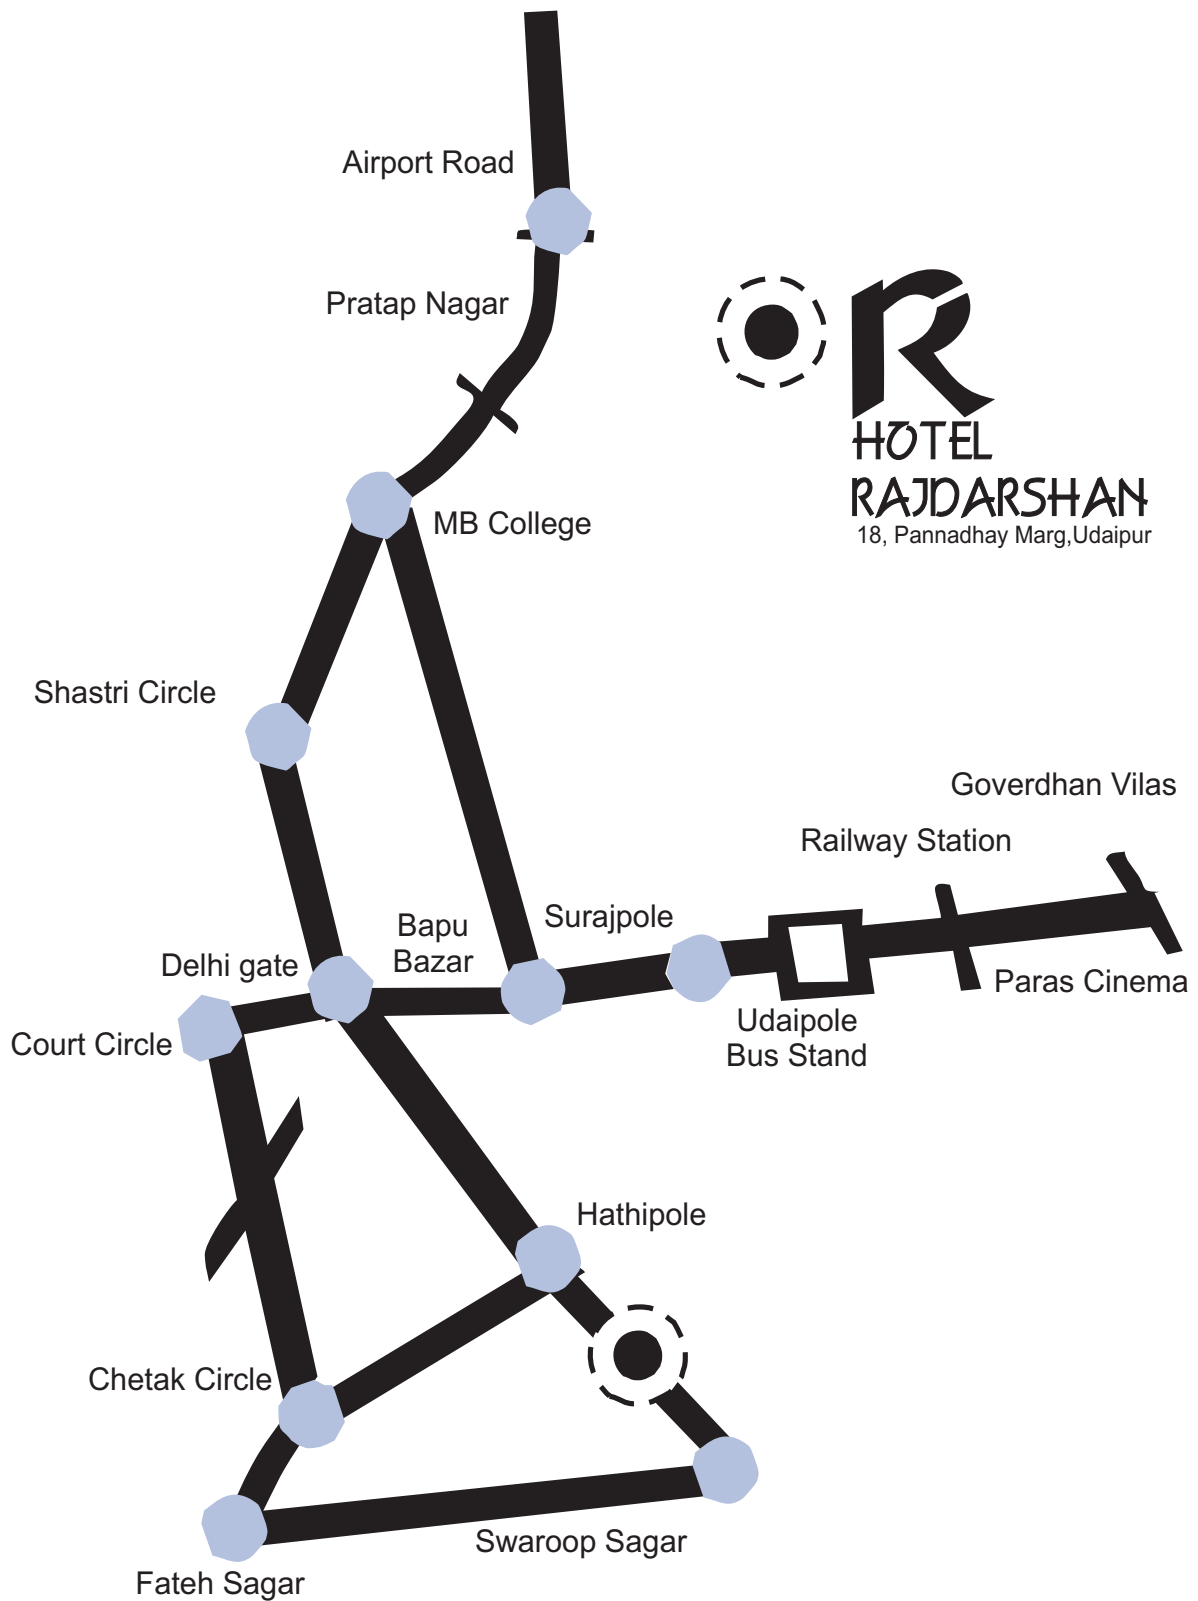 Airport Road
Pratap Nagar
R
HOTEL
RAJDARSHAN
18, Pannadhay Marg,Udaipur
MB College
Shastri Circle
Goverdhan Vilas
Railway Station
Surajpole
Bapu
Bazar
Delhi gate
Paras Cinema
Udaipole
Bus Stand
Court Circle
Hathipole
Chetak Circle
Swaroop Sagar
Fateh Sagar